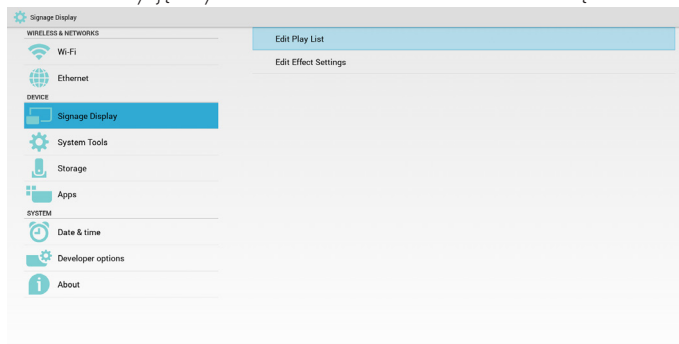 Signage Display
WIRELESS & NETWORKS
Wi-Fi
Ethernet
DEVICE
Signage Display
System Tools
Storage
Apps
SYSTEM
Date & time
Developer options
About
Edit Play List
Edit Effect Settings